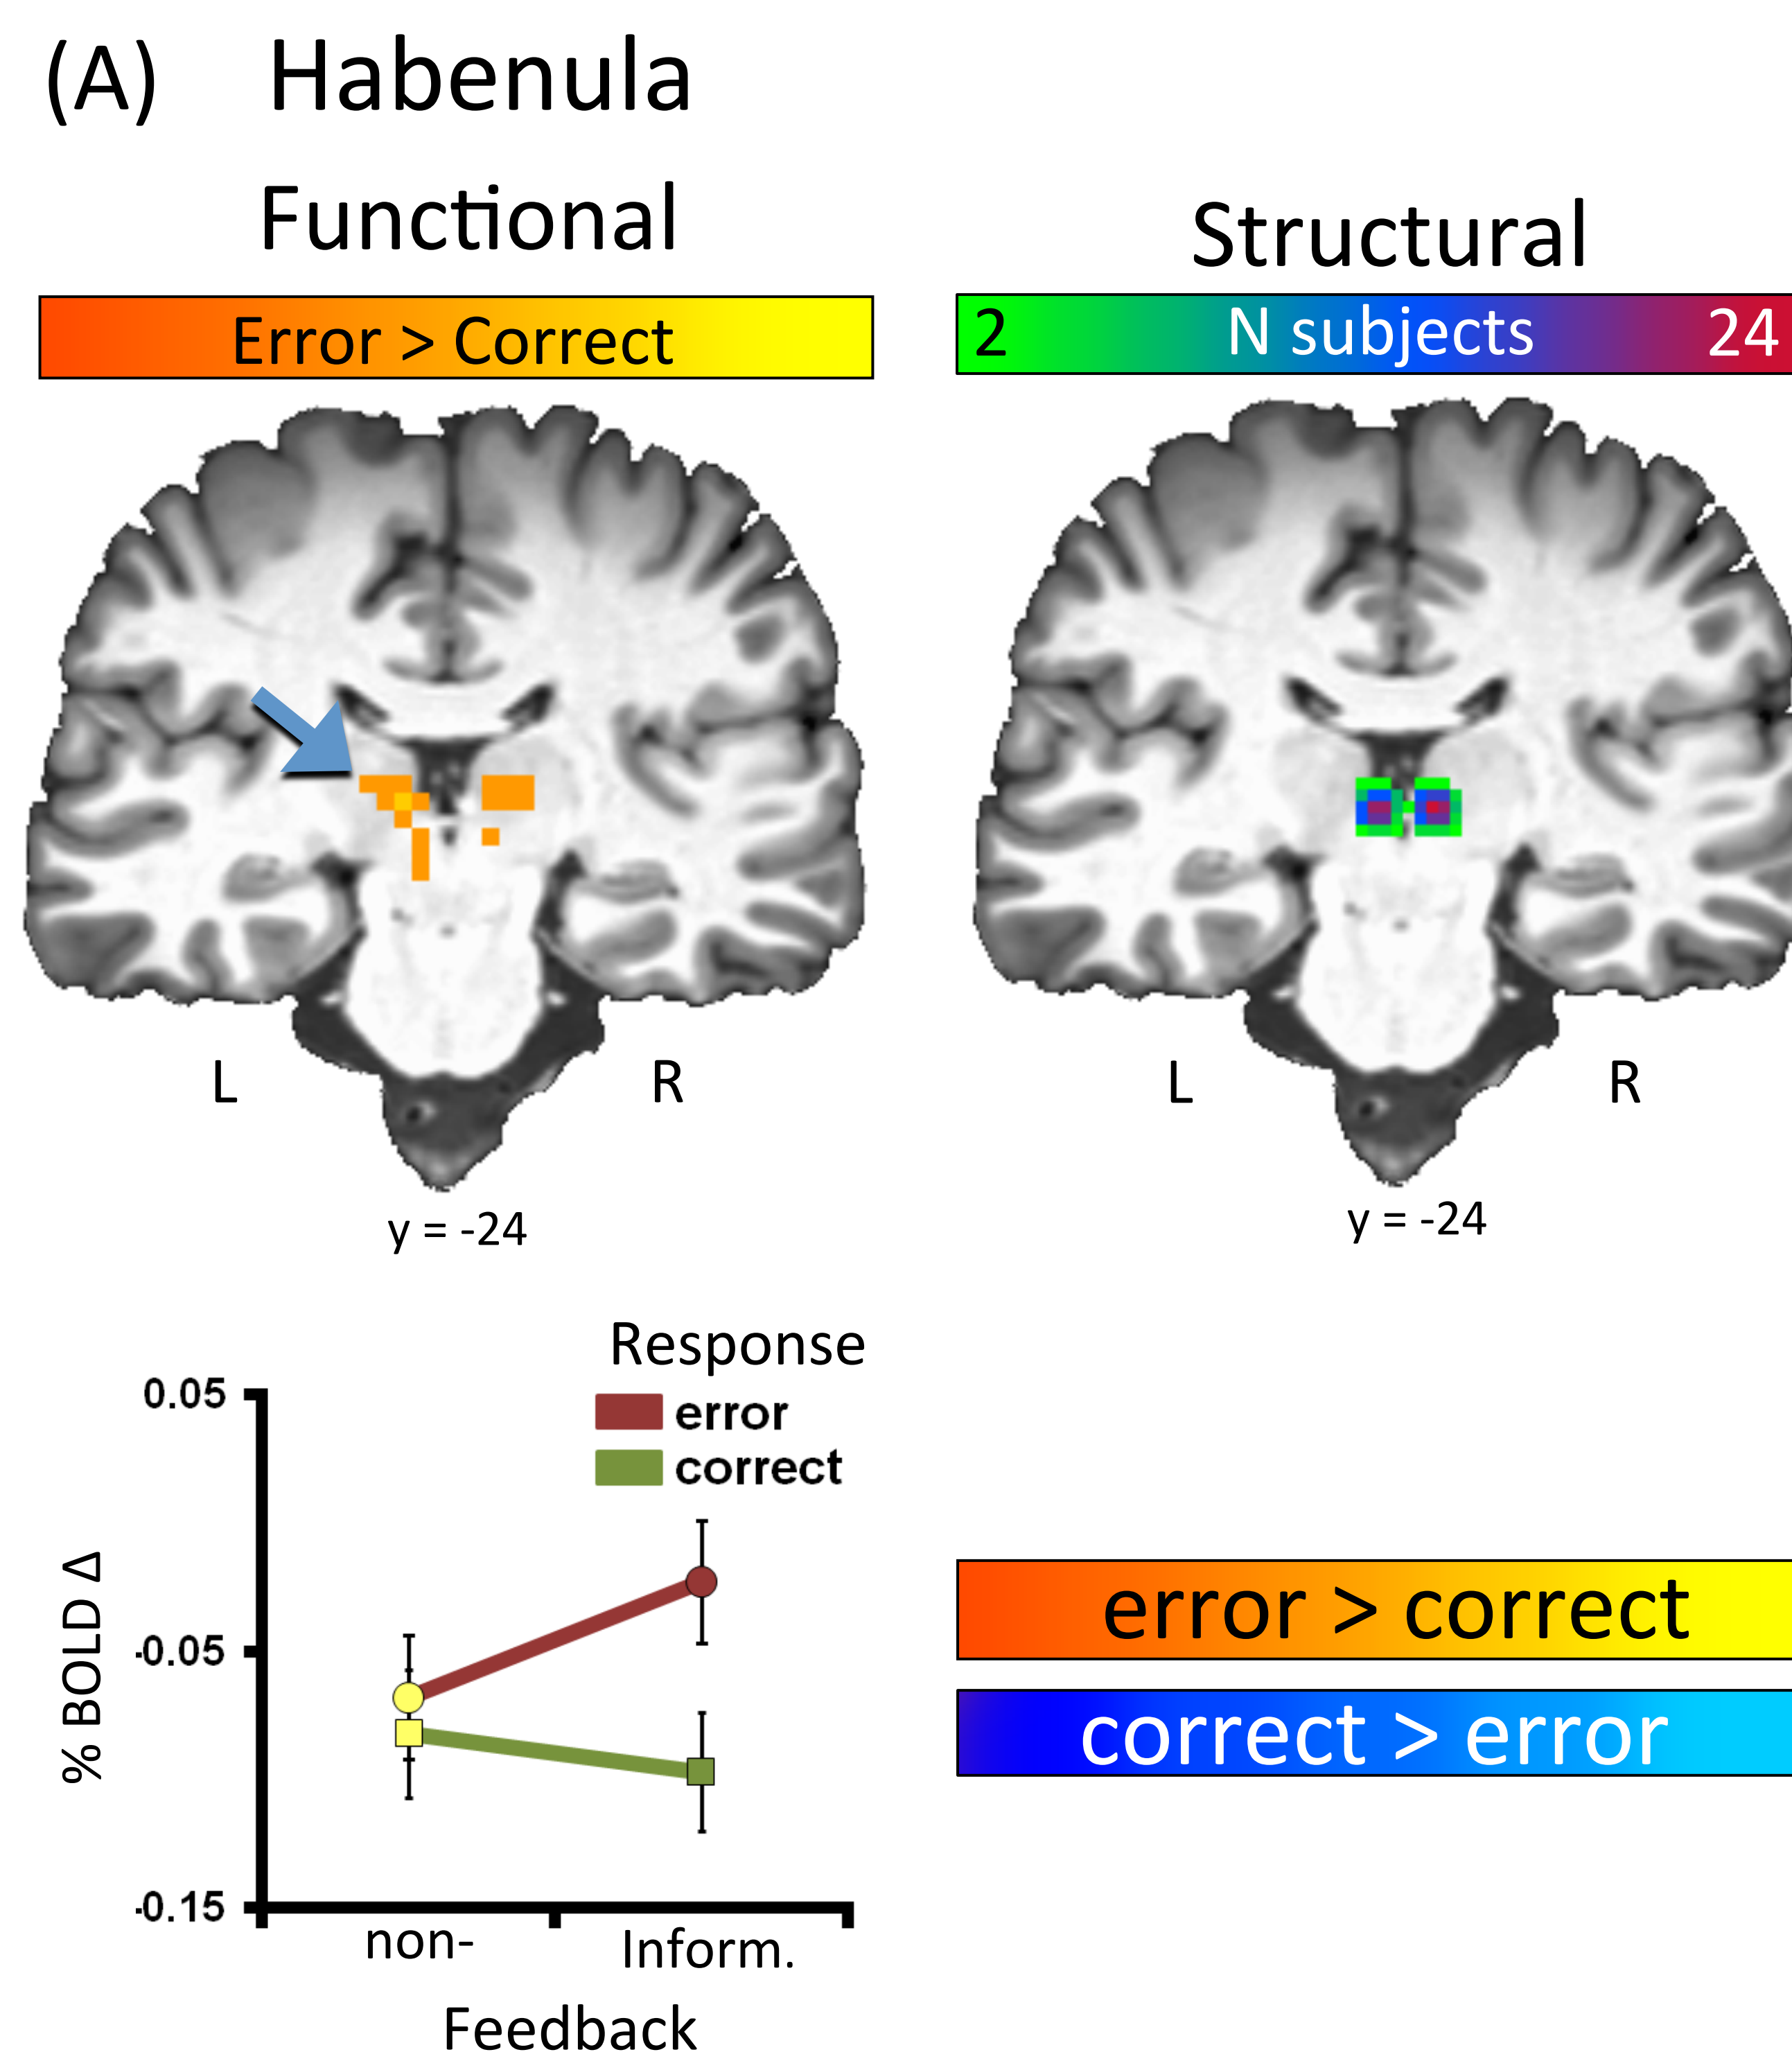 (A) Habenula
Functional
Structural
Error > Correct
2 N subjects 24
L R
L R
y = -24
y = -24
Response
error
correct
0.05
-0.05
-0.15
% BOLD Δ
non- Inform.
Feedback
error > correct
correct > error